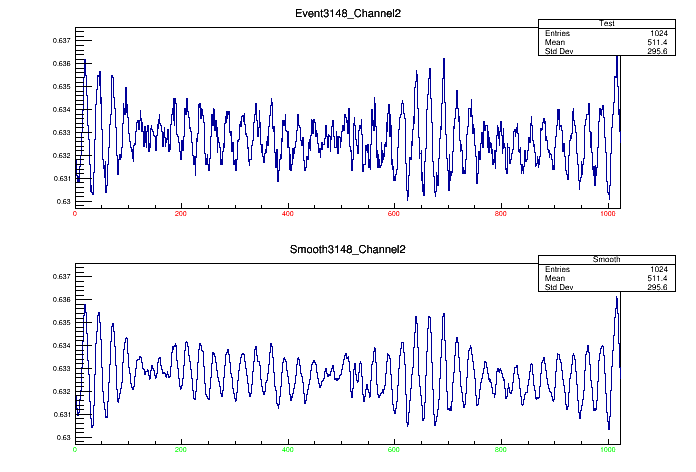 Event3148_Channel2
Test
Entries 1024
Mean 511.4
Std Dev 295.6
0.637
0.636
0.635
0.634
0.633
0.632
0.631
0.63
0 200 400 600 800 1000
Smooth3148_Channel2
Smooth
Entries 1024
Mean 511.4
Std Dev 295.6
0.637
0.636
0.635
0.634
0.633
0.632
0.631
0.63
0 200 400 600 800 1000